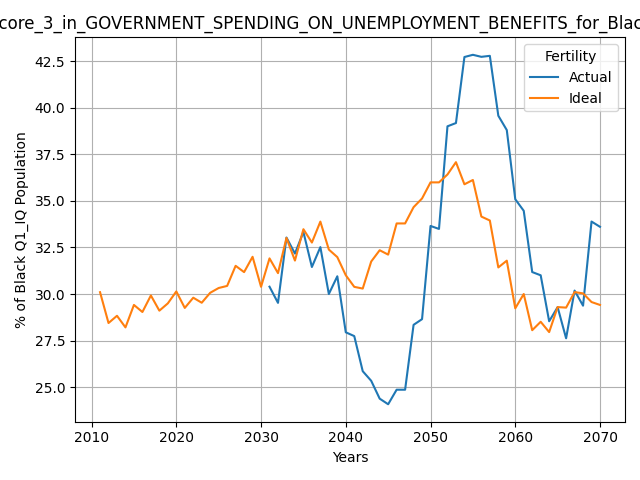 core_3_in_GOVERNMENT_SPENDING_ON_UNEMPLOYMENT_BENEFITS_for_Blac
Fertility
Actual
Ideal
% of Black Q1_IQ Population
42.5
40.0
37.5
35.0
32.5
30.0
27.5
25.0
2010 2020 2030 2040 2050 2060 2070
Years